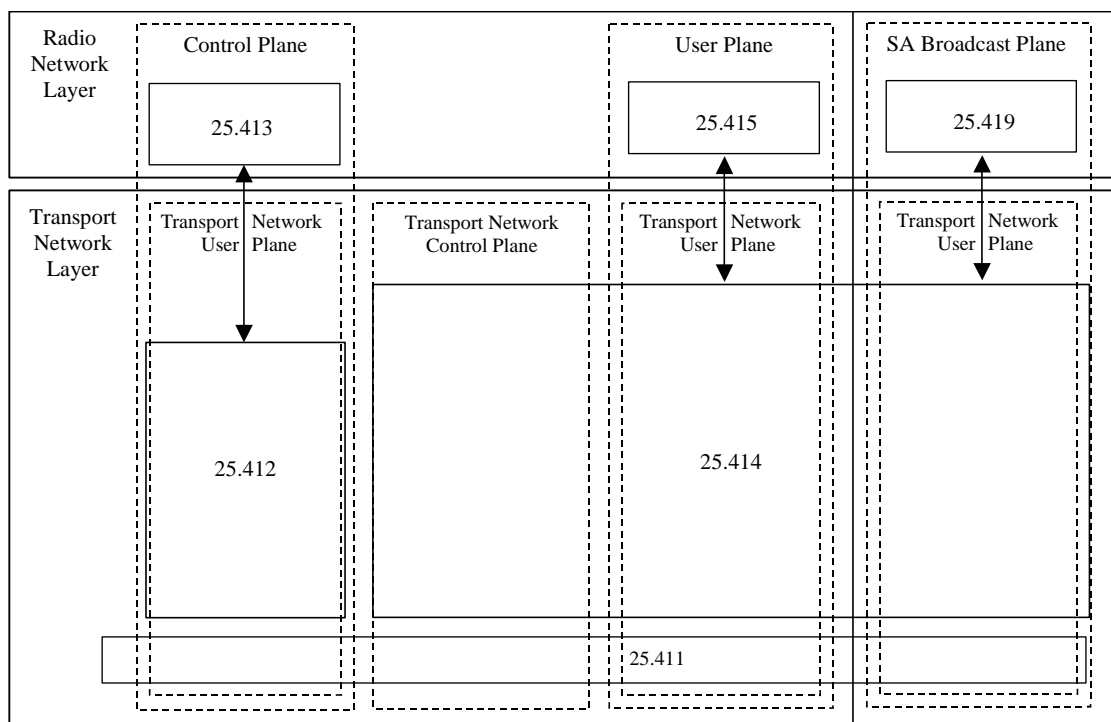 Radio
Network
Layer
Control Plane
User Plane
SA Broadcast Plane
25.413
25.415
25.419
Transport
Network
Layer
Transport Network
User Plane
Transport Network
Control Plane
Transport Network
User Plane
Transport Network
User Plane
25.412
25.414
25.411